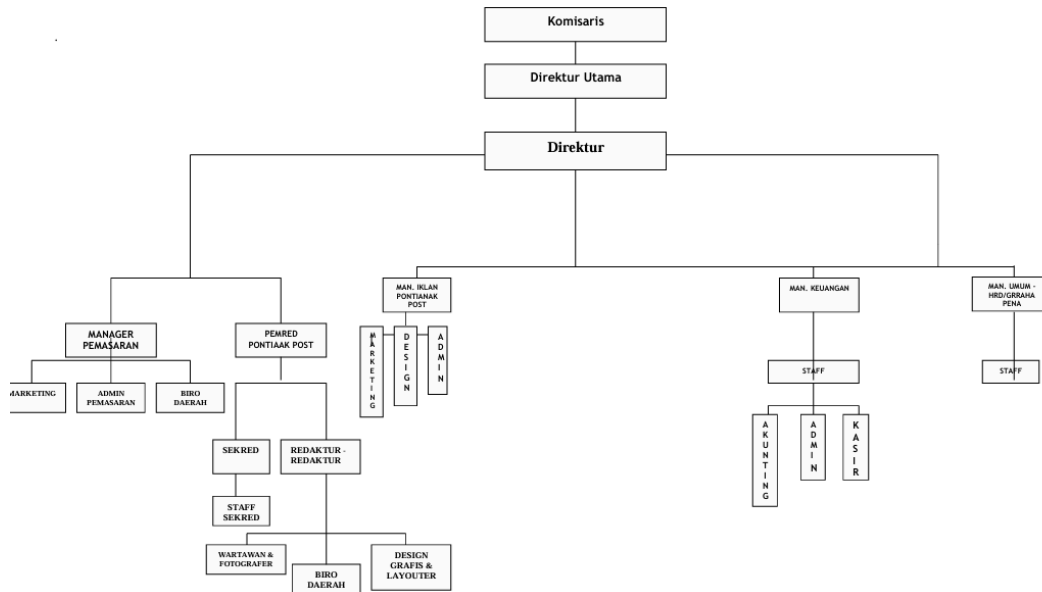 Komisaris
Direktur Utama
Direktur
MAN. IKLAN
PONTIANAK
POST
MAN. KEUANGAN
MAN. UMUM -
HRD/GRRAHA
PENA
MANAGER
PEMASARAN
PEMRED
PONTIAAK POST
MARKETING
DESIGN
ADMIN
STAFF
STAFF
MARKETING
ADMIN
PEMASARAN
BIRO
DAERAH
AKUNTING
ADMIN
KASIR
SEKRED
REDAKTUR -
REDAKTUR
STAFF
SEKRED
WARTAWAN &
FOTOGRAFER
BIRO
DAERAH
DESIGN
GRAFIS &
LAYOUTER